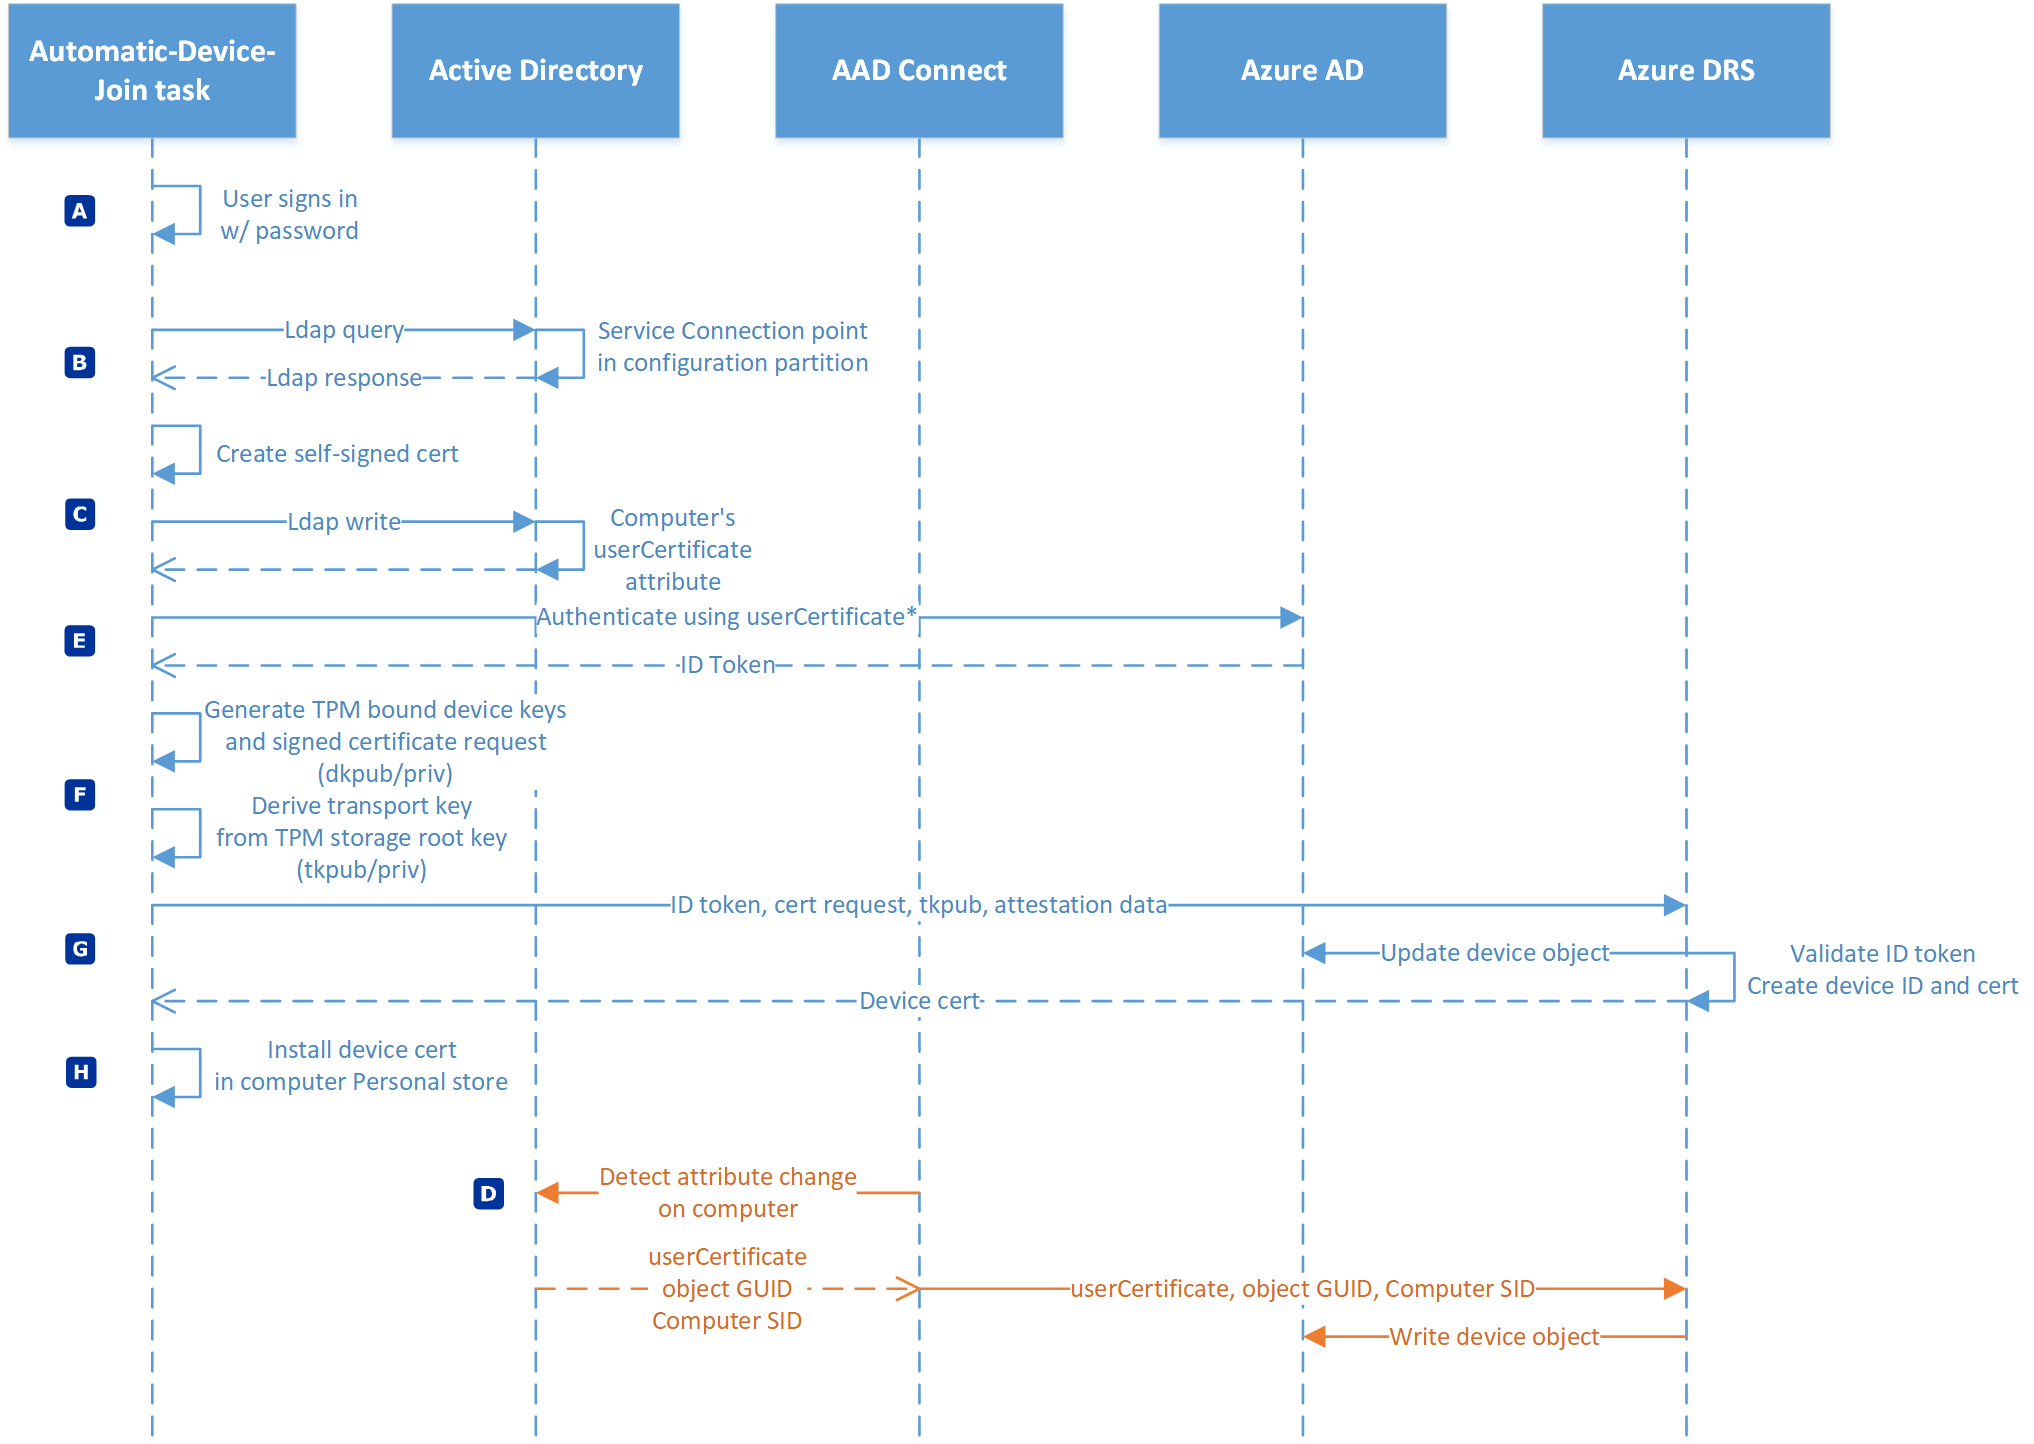 Automatic-Device-
Join task
Active Directory
AAD Connect
Azure AD
Azure DRS
A
User signs in
w/ password
B
Ldap query
Ldap response
Service Connection point
in configuration partition
Create self-signed cert
C
Ldap write
Computer's
userCertificate
attribute
E
Authenticate using userCertificate*
ID Token
Generate TPM bound device keys
and signed certificate request
(dkpub/priv)
F
Derive transport key
from TPM storage root key
(tkpub/priv)
ID token, cert request, tkpub, attestation data
G
Update device object
Validate ID token
Create device ID and cert
Device cert
H
Install device cert
in computer Personal store
D
Detect attribute change
on computer
userCertificate
object GUID
Computer SID
userCertificate, object GUID, Computer SID
Write device object